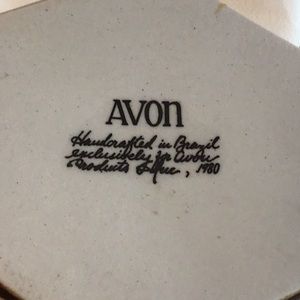 AVON
Handcrafted in Brazil
exclusively for Avon
Products Inc., 1980